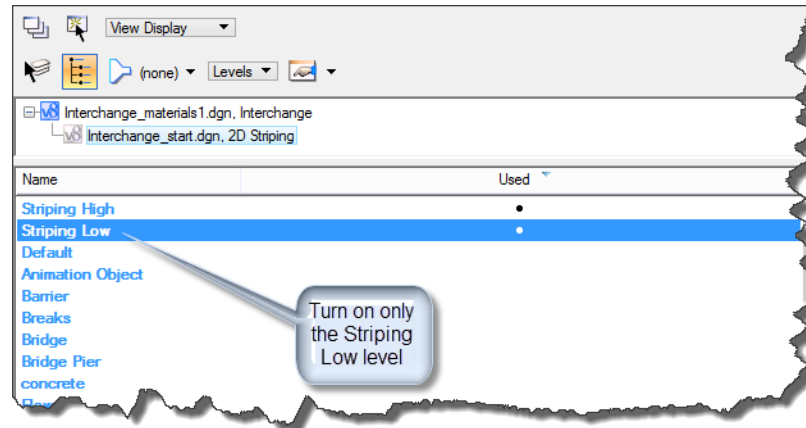 View Display
(none) Levels
Interchange_materials1.dgn, Interchange
Interchange_start.dgn, 2D Striping
Name Used
Striping High
Striping Low
Default
Animation Object
Barrier
Breaks
Bridge
Bridge Pier
concrete
Turn on only
the Striping
Low level